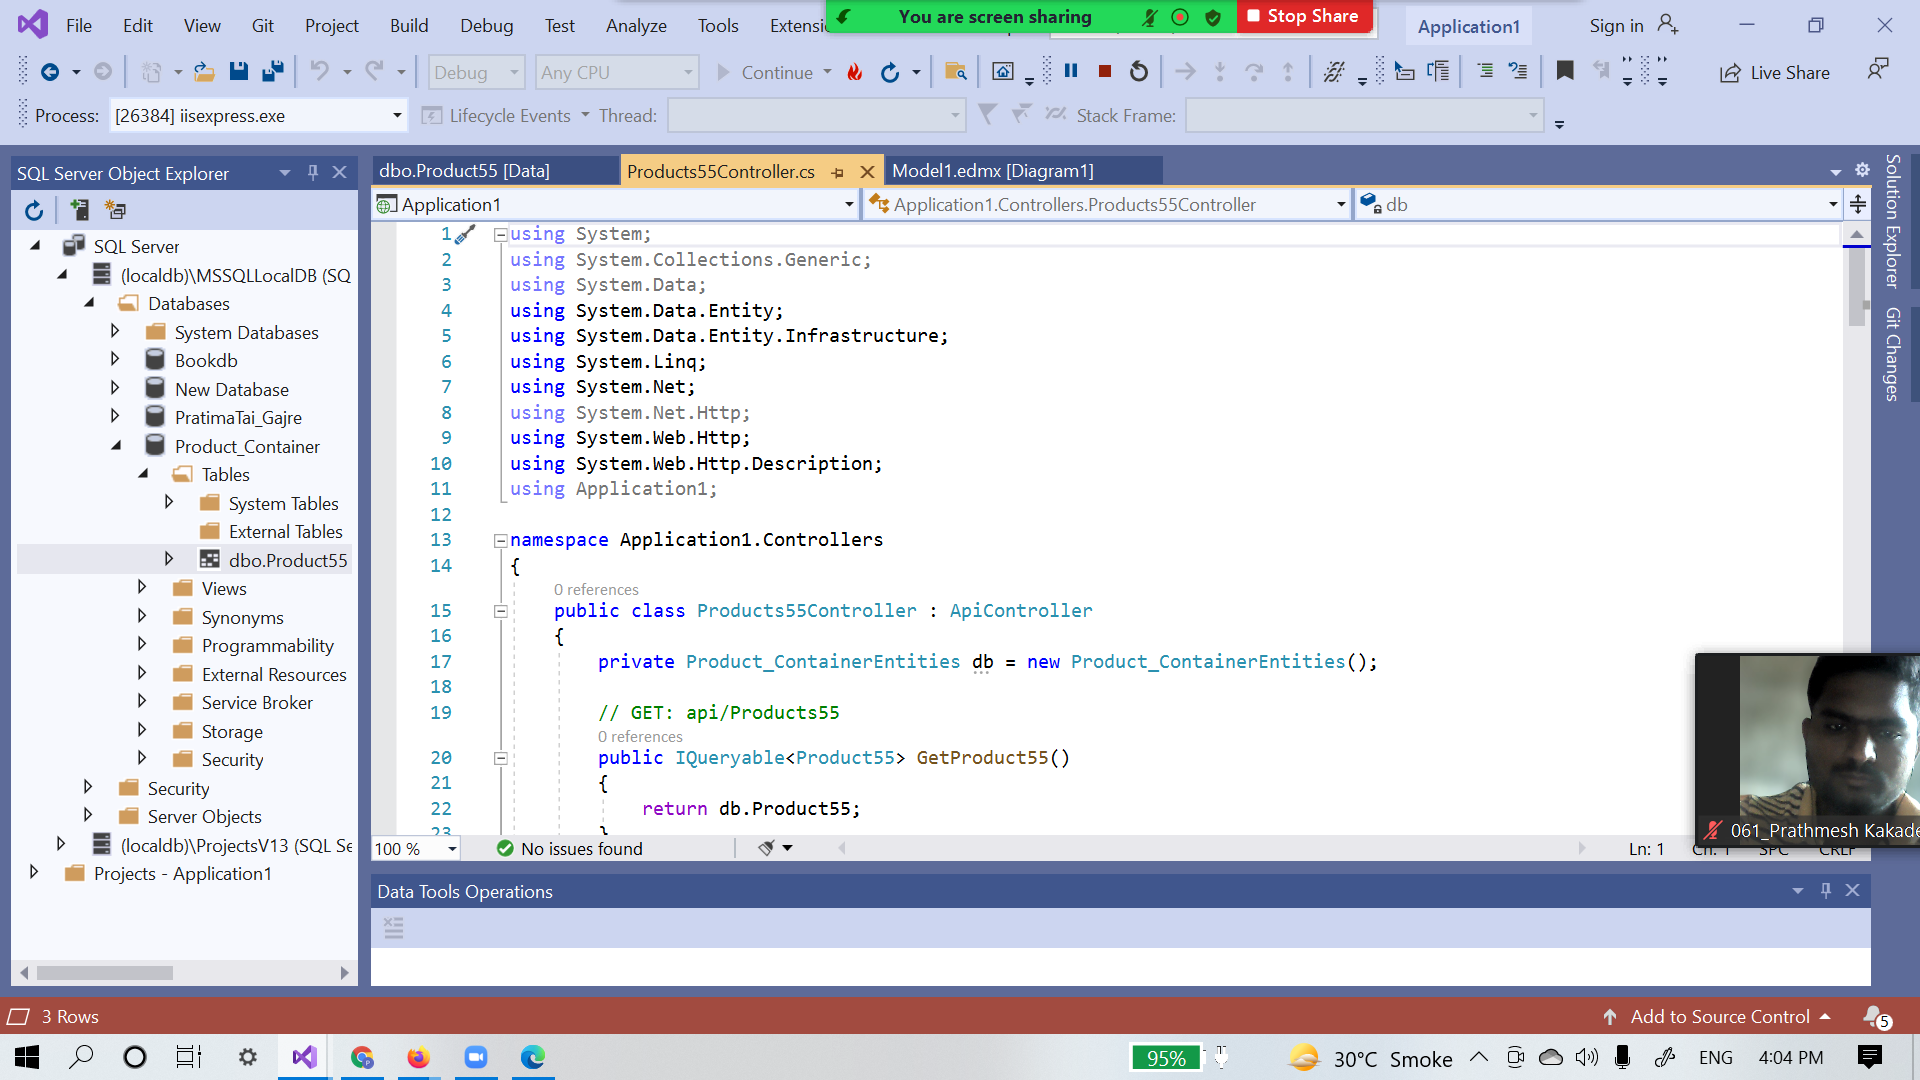 File Edit View Git Project Build Debug Test Analyze Tools Extensi
You are screen sharing
Stop Share
Application1
Sign in
Debug Any CPU Continue
Live Share
Process: [26384] iisexpress.exe Lifecycle Events Thread: Stack Frame:
SQL Server Object Explorer
SQL Server
(localdb)\MSSQLLocalDB (SQ
Databases
System Databases
Bookdb
New Database
PratimaTai_Gajre
Product_Container
Tables
System Tables
External Tables
dbo.Product55
Views
Synonyms
Programmability
External Resources
Service Broker
Storage
Security
Security
Server Objects
(localdb)\ProjectsV13 (SQL Se
Projects - Application1
dbo.Product55 [Data] Products55Controller.cs Model1.edmx [Diagram1]
Application1 Application1.Controllers.Products55Controller db
1 using System;
2 using System.Collections.Generic;
3 using System.Data;
4 using System.Data.Entity;
5 using System.Data.Entity.Infrastructure;
6 using System.Linq;
7 using System.Net;
8 using System.Net.Http;
9 using System.Web.Http;
10 using System.Web.Http.Description;
11 using Application1;
12
13 namespace Application1.Controllers
14 {
0 references
15 public class Products55Controller : ApiController
16 {
17 private Product_ContainerEntities db = new Product_ContainerEntities();
18
19 // GET: api/Products55
0 references
20 public IQueryable<Product55> GetProduct55()
21 {
22 return db.Product55;
23 }
100 % No issues found Ln: 1 Ch: 1 SPC CRLF
Solution Explorer
Git Changes
061_Prathmesh Kakade
Data Tools Operations
3 Rows
Add to Source Control
5
95% 30°C Smoke ENG 4:04 PM